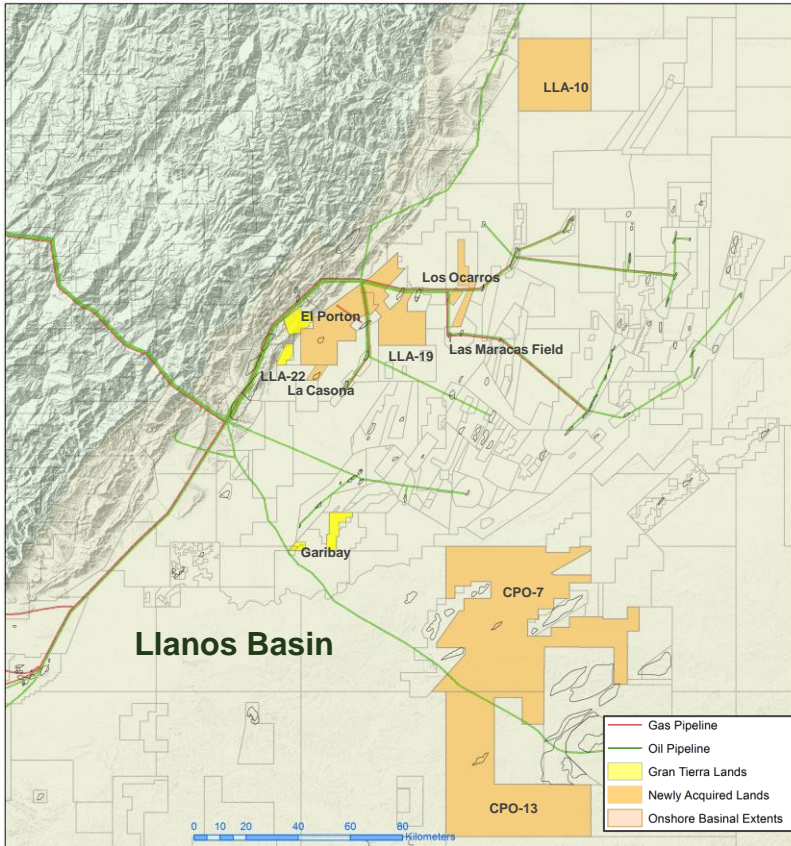 LLA-10
Los Ocarros
El Porton
Las Maracas Field
LLA-19
LLA-22
La Casona
Garibay
CPO-7
Llanos Basin
CPO-13
Gas Pipeline
Oil Pipeline
Gran Tierra Lands
Newly Acquired Lands
Onshore Basinal Extents
0 10 20 40 60 80
Kilometers